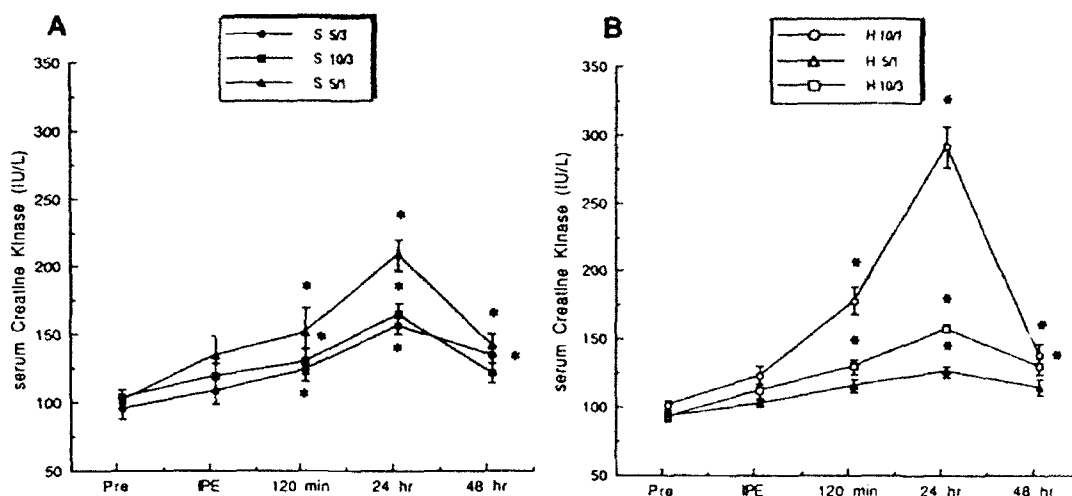 A
S 5/3
S 10/3
S 5/1
350
300
250
200
150
100
50
serum Creatine Kinase (IU/L)
Pre
IPE
120 min
24 hr
48 hr
B
H 10/1
H 5/1
H 10/3
350
300
250
200
150
100
50
serum Creatine Kinase (IU/L)
Pre
IPE
120 min
24 hr
48 hr